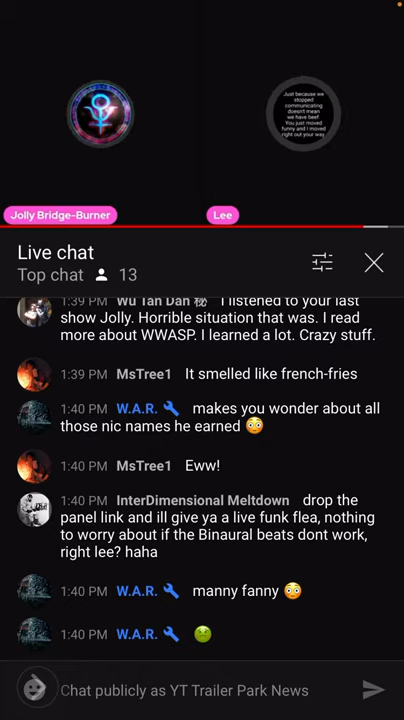 Just because we
stopped
communicating
doesn't mean
we have beef.
You just moved
funny and I moved
right out your way.
Jolly Bridge-Burner
Lee
Live chat
Top chat 13
1:39 PM Wu Tan Dan 秘 I listened to your last
show Jolly. Horrible situation that was. I read
more about WWASP. I learned a lot. Crazy stuff.
1:39 PM MsTree1 It smelled like french-fries
1:40 PM W.A.R. makes you wonder about all
those nic names he earned 😳
1:40 PM MsTree1 Eww!
1:40 PM InterDimensional Meltdown drop the
panel link and ill give ya a live funk flea, nothing
to worry about if the Binaural beats dont work,
right lee? haha
1:40 PM W.A.R. manny fanny 😳
1:40 PM W.A.R. 🤢
Chat publicly as YT Trailer Park News